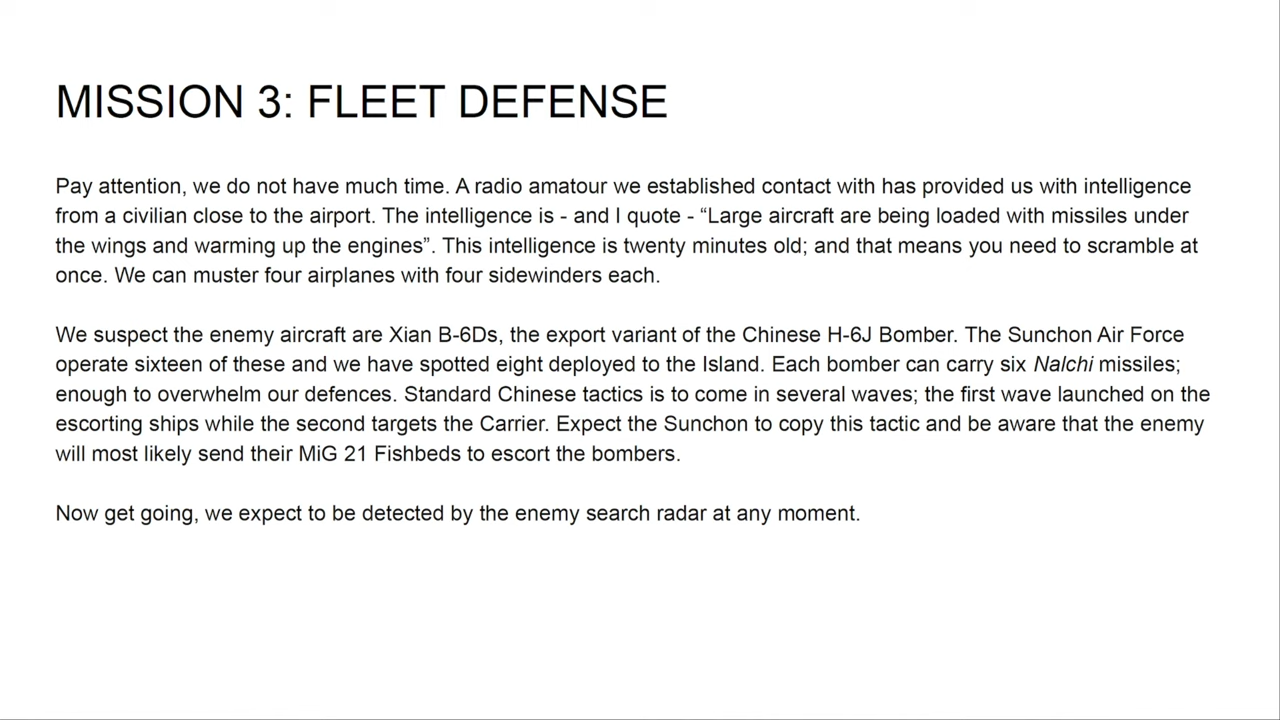 MISSION 3: FLEET DEFENSE
Pay attention, we do not have much time. A radio amatour we established contact with has provided us with intelligence
from a civilian close to the airport. The intelligence is - and I quote - “Large aircraft are being loaded with missiles under
the wings and warming up the engines”. This intelligence is twenty minutes old; and that means you need to scramble at
once. We can muster four airplanes with four sidewinders each.
We suspect the enemy aircraft are Xian B-6Ds, the export variant of the Chinese H-6J Bomber. The Sunchon Air Force
operate sixteen of these and we have spotted eight deployed to the Island. Each bomber can carry six Nalchi missiles;
enough to overwhelm our defences. Standard Chinese tactics is to come in several waves; the first wave launched on the
escorting ships while the second targets the Carrier. Expect the Sunchon to copy this tactic and be aware that the enemy
will most likely send their MiG 21 Fishbeds to escort the bombers.
Now get going, we expect to be detected by the enemy search radar at any moment.